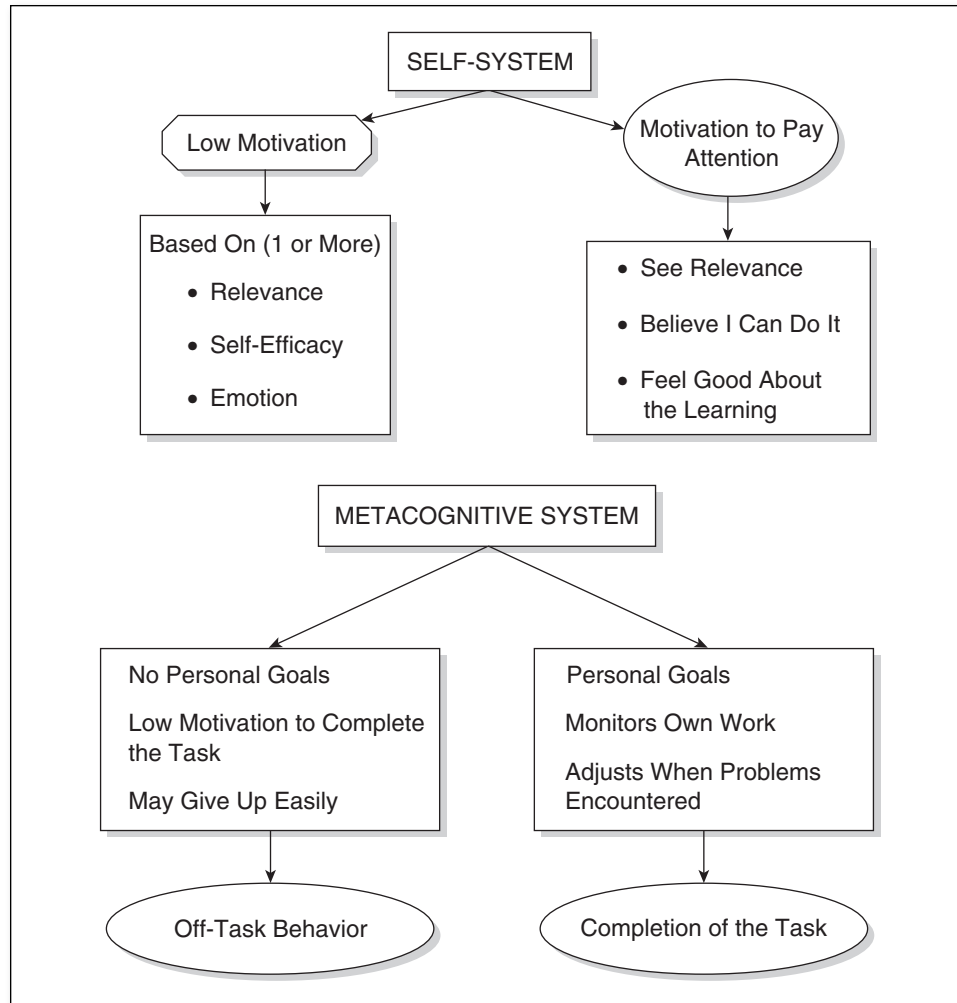 SELF-SYSTEM
Low Motivation
Motivation to Pay
Attention
Based On (1 or More)
• Relevance
• Self-Efficacy
• Emotion
• See Relevance
• Believe I Can Do It
• Feel Good About
the Learning
METACOGNITIVE SYSTEM
No Personal Goals
Low Motivation to Complete
the Task
May Give Up Easily
Personal Goals
Monitors Own Work
Adjusts When Problems
Encountered
Off-Task Behavior
Completion of the Task